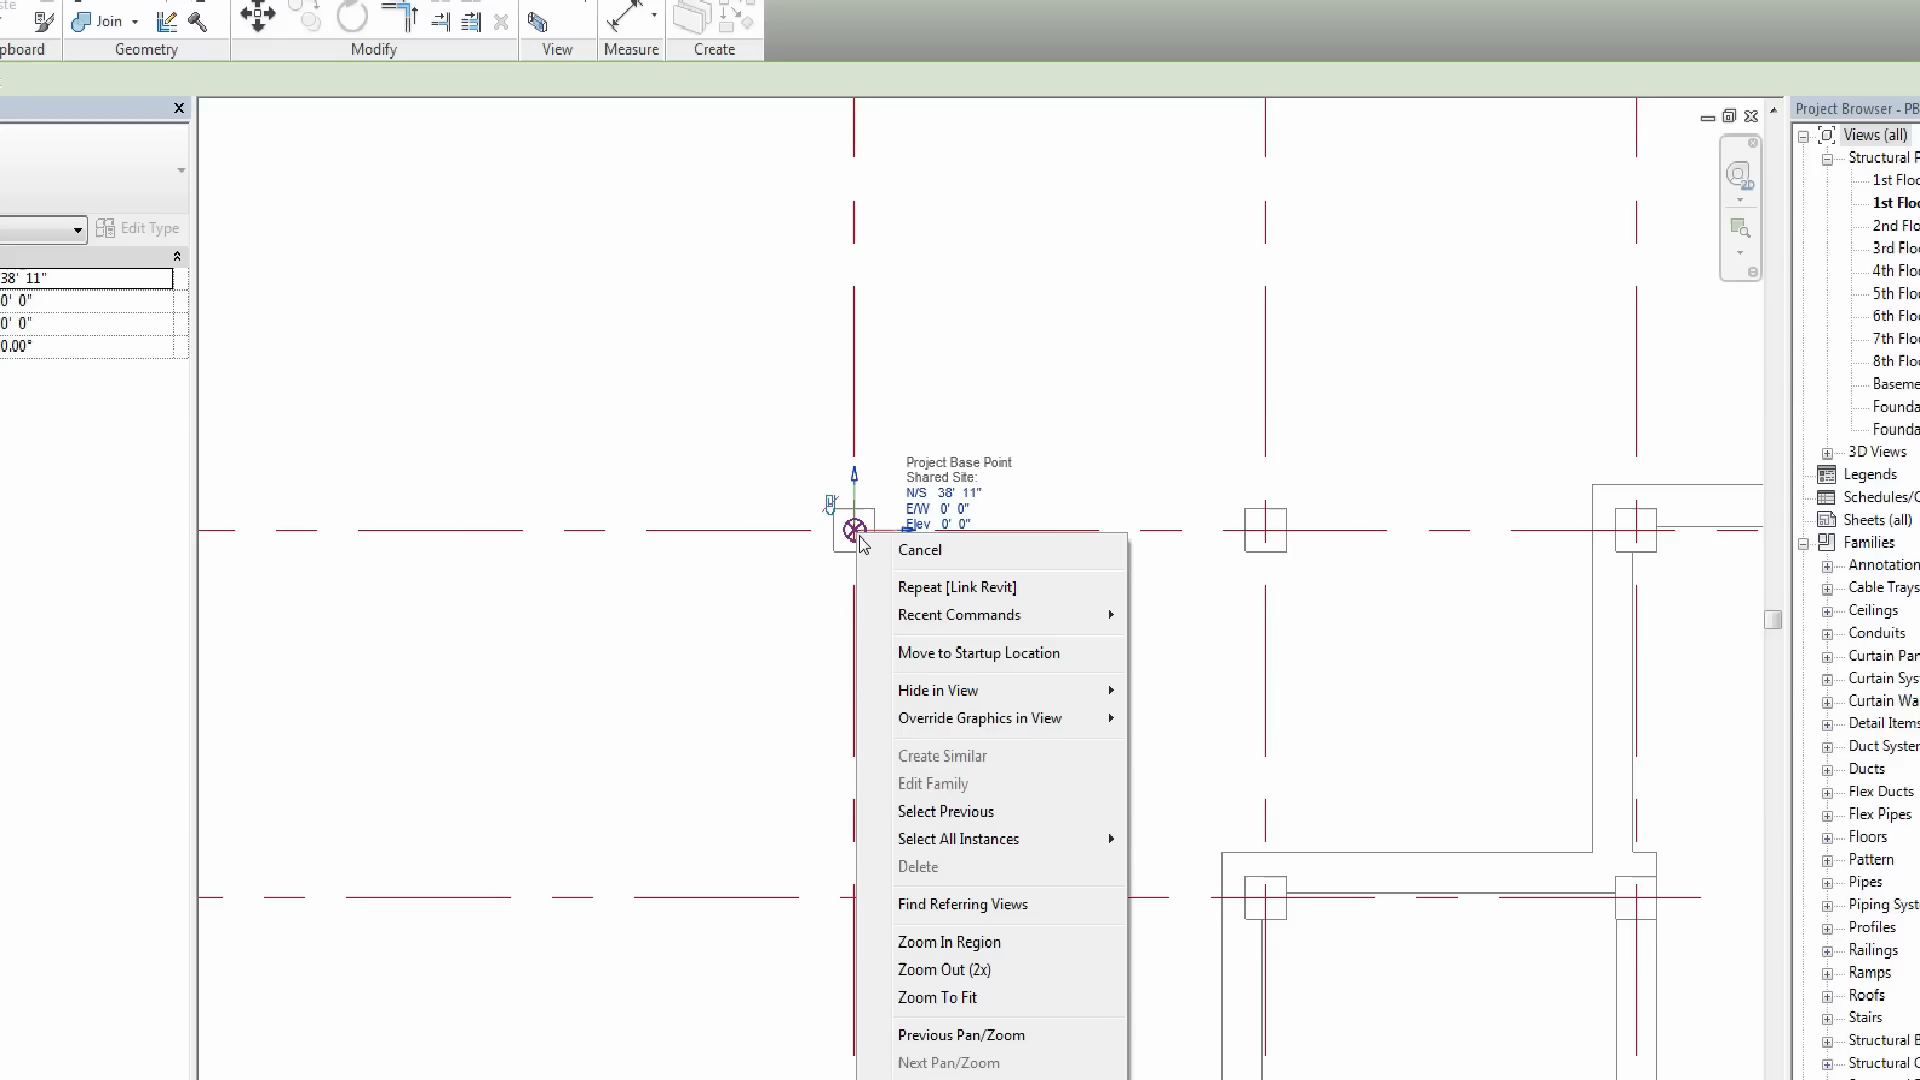 ste
pboard
Join
Geometry
Modify
View
Measure
Create
Edit Type
38' 11"
0' 0"
0' 0"
0.00°
Project Base Point
Shared Site:
N/S 38' 11"
E/W 0' 0"
Elev 0' 0"
Cancel
Repeat [Link Revit]
Recent Commands
Move to Startup Location
Hide in View
Override Graphics in View
Create Similar
Edit Family
Select Previous
Select All Instances
Delete
Find Referring Views
Zoom In Region
Zoom Out (2x)
Zoom To Fit
Previous Pan/Zoom
Next Pan/Zoom
2D
Project Browser - PB
Views (all)
Structural P
1st Floo
1st Floo
2nd Flo
3rd Floo
4th Floo
5th Floo
6th Floo
7th Floo
8th Floo
Baseme
Founda
Founda
3D Views
Legends
Schedules/Q
Sheets (all)
Families
Annotation
Cable Trays
Ceilings
Conduits
Curtain Pan
Curtain Sys
Curtain Wa
Detail Items
Duct System
Ducts
Flex Ducts
Flex Pipes
Floors
Pattern
Pipes
Piping Syst
Profiles
Railings
Ramps
Roofs
Stairs
Structural B
Structural C